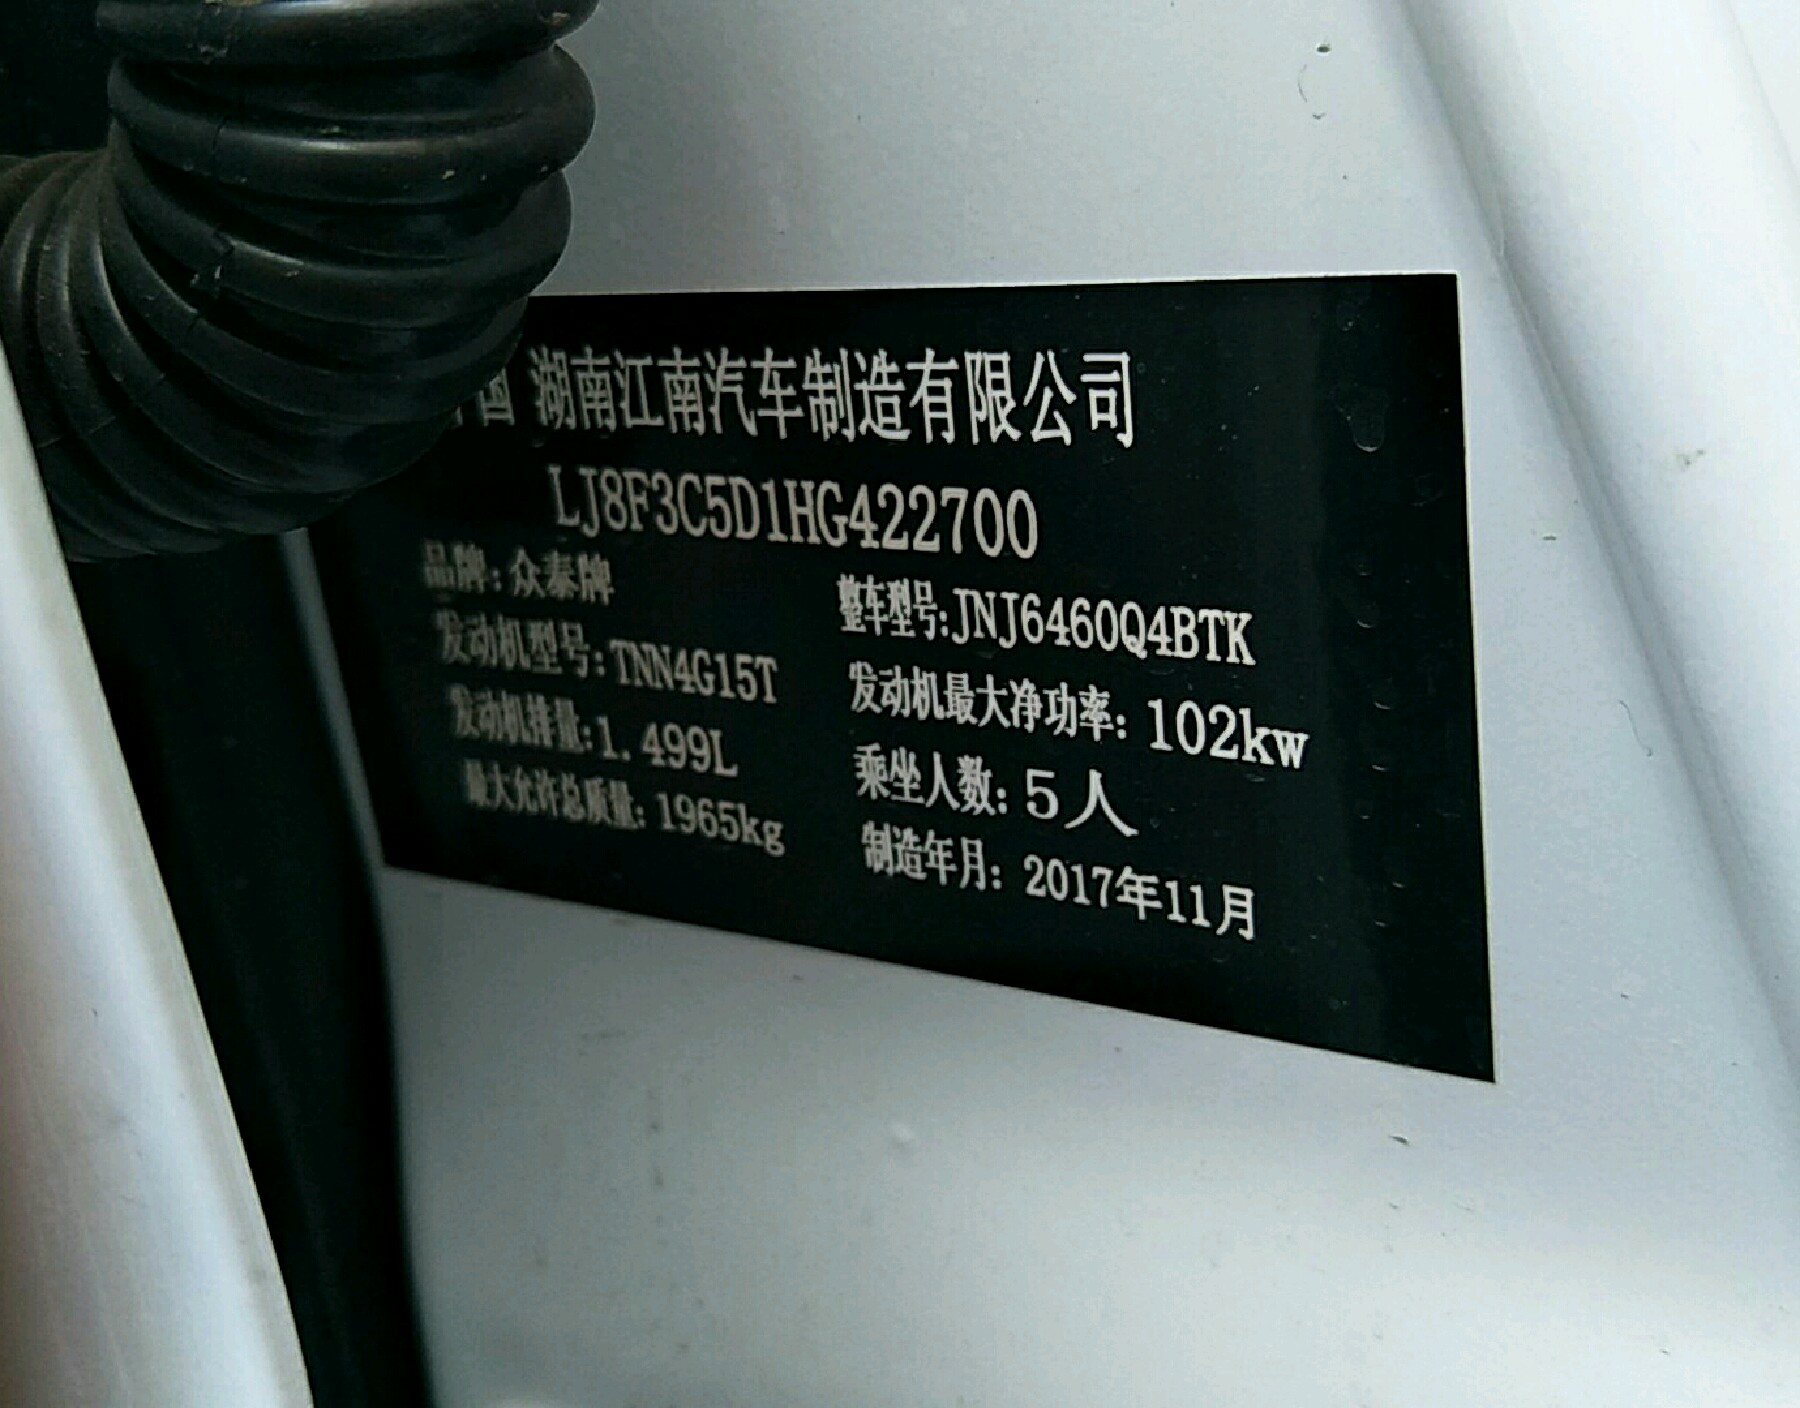 中国 湖南江南汽车制造有限公司
LJ8F3C5D1HG422700
品牌:众泰牌
整车型号:JNJ6460Q4BTK
发动机型号:TNN4G15T
发动机最大净功率: 102kw
发动机排量:1. 499L
乘坐人数: 5人
最大允许总质量: 1965kg
制造年月: 2017年11月